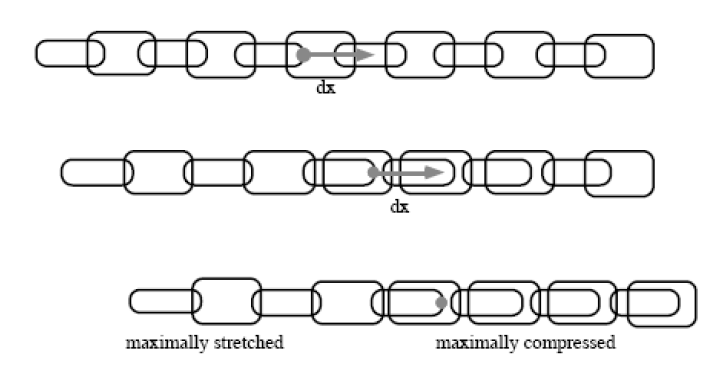 dx
dx
maximally stretched
maximally compressed